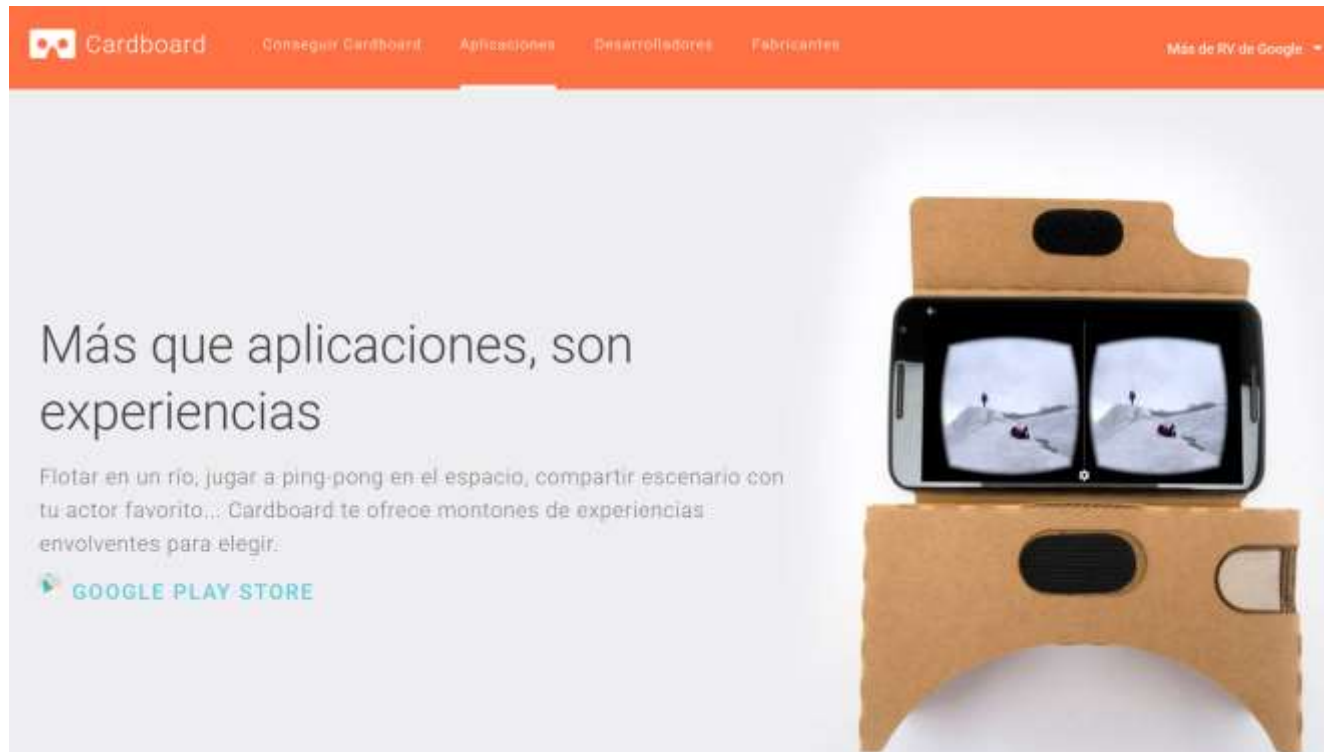 Cardboard
Conseguir Cardboard
Aplicaciones
Desarrolladores
Fabricantes
Más de RV de Google
Más que aplicaciones, son
experiencias
Flotar en un río, jugar a ping-pong en el espacio, compartir escenario con
tu actor favorito... Cardboard te ofrece montones de experiencias
envolventes para elegir.
GOOGLE PLAY STORE